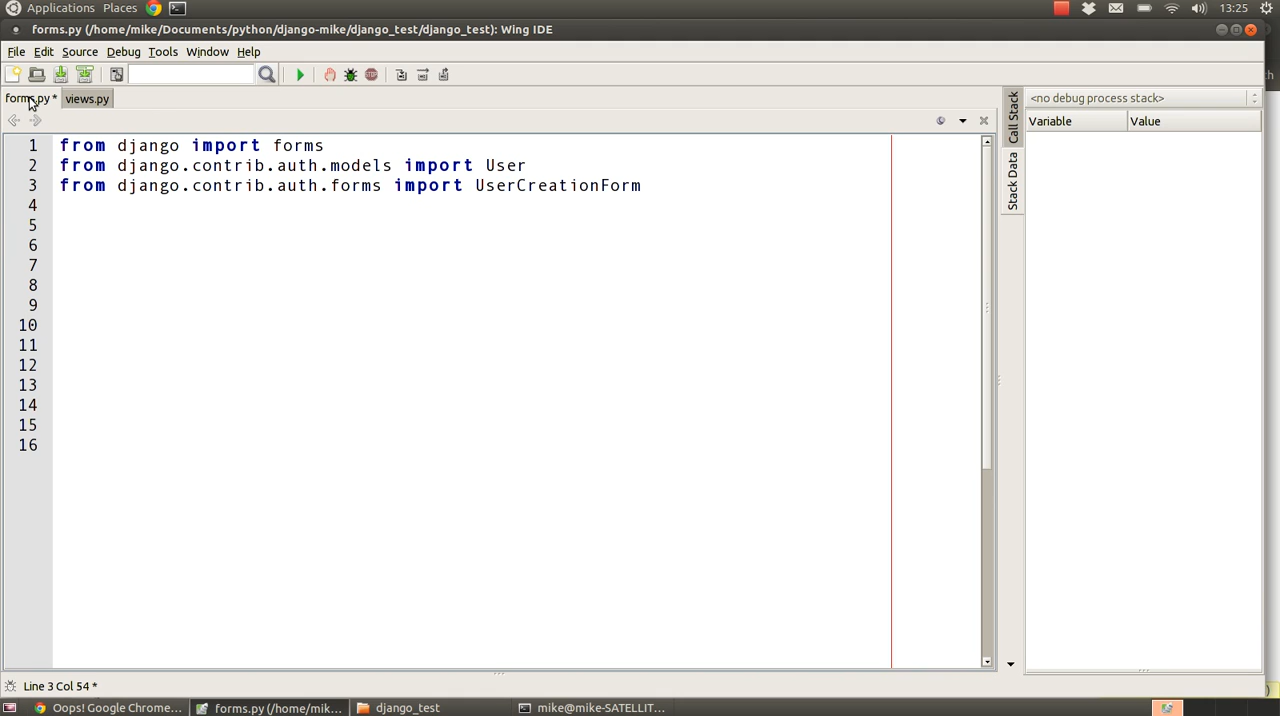 Applications Places 13:25
forms.py (/home/mike/Documents/python/django-mike/django_test/django_test): Wing IDE
File Edit Source Debug Tools Window Help
forms.py * views.py <no debug process stack>
Variable Value
Call Stack
Stack Data
1 from django import forms
2 from django.contrib.auth.models import User
3 from django.contrib.auth.forms import UserCreationForm
4
5
6
7
8
9
10
11
12
13
14
15
16
Line 3 Col 54 *
Oops! Google Chrome... forms.py (/home/mik... django_test mike@mike-SATELLIT...